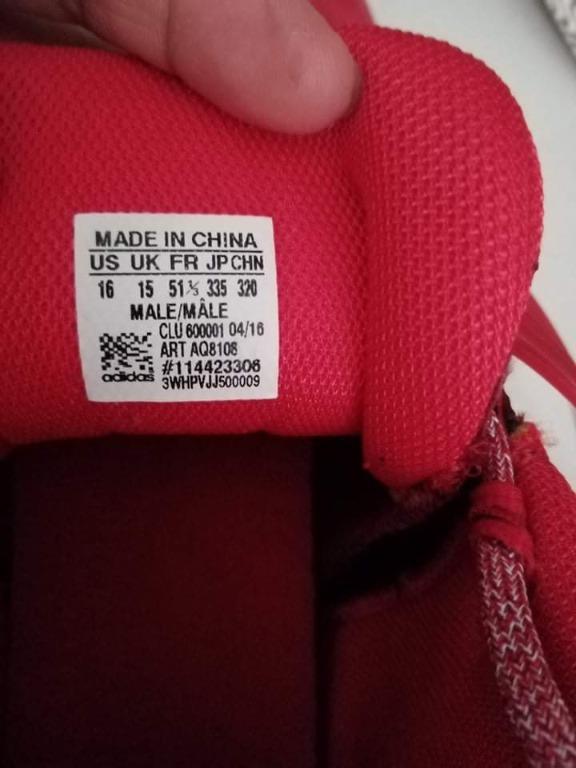 MADE IN CHINA
US UK FR JP CHN
16 15 51⅓ 335 320
MALE/MÂLE
CLU 600001 04/16
ART AQ8108
#114423306
adidas 3WHPVJJ500009